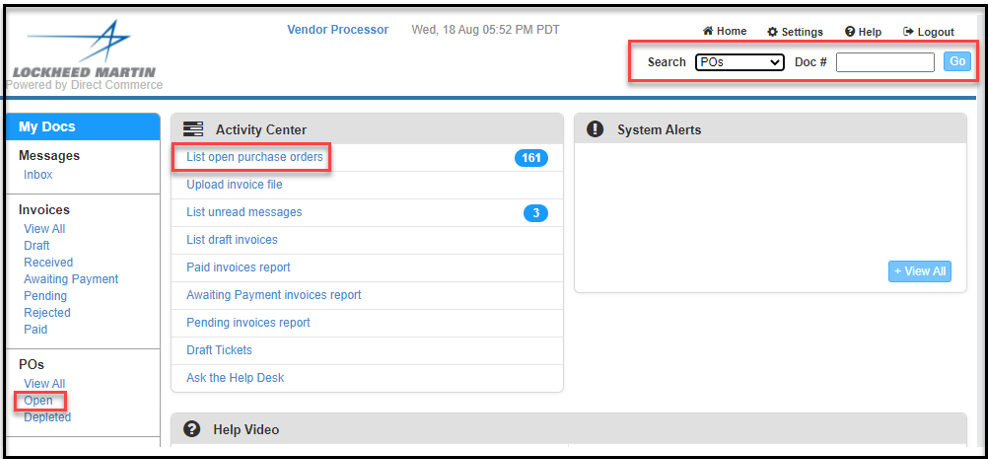 Vendor Processor Wed, 18 Aug 05:52 PM PDT Home Settings Help Logout
LOCKHEED MARTIN
Powered by Direct Commerce
Search POs Doc # Go
My Docs
Messages
Inbox
Invoices
View All
Draft
Received
Awaiting Payment
Pending
Rejected
Paid
POs
View All
Open
Depleted
Activity Center
List open purchase orders 161
Upload invoice file
List unread messages 3
List draft invoices
Paid invoices report
Awaiting Payment invoices report
Pending invoices report
Draft Tickets
Ask the Help Desk
System Alerts
+ View All
Help Video